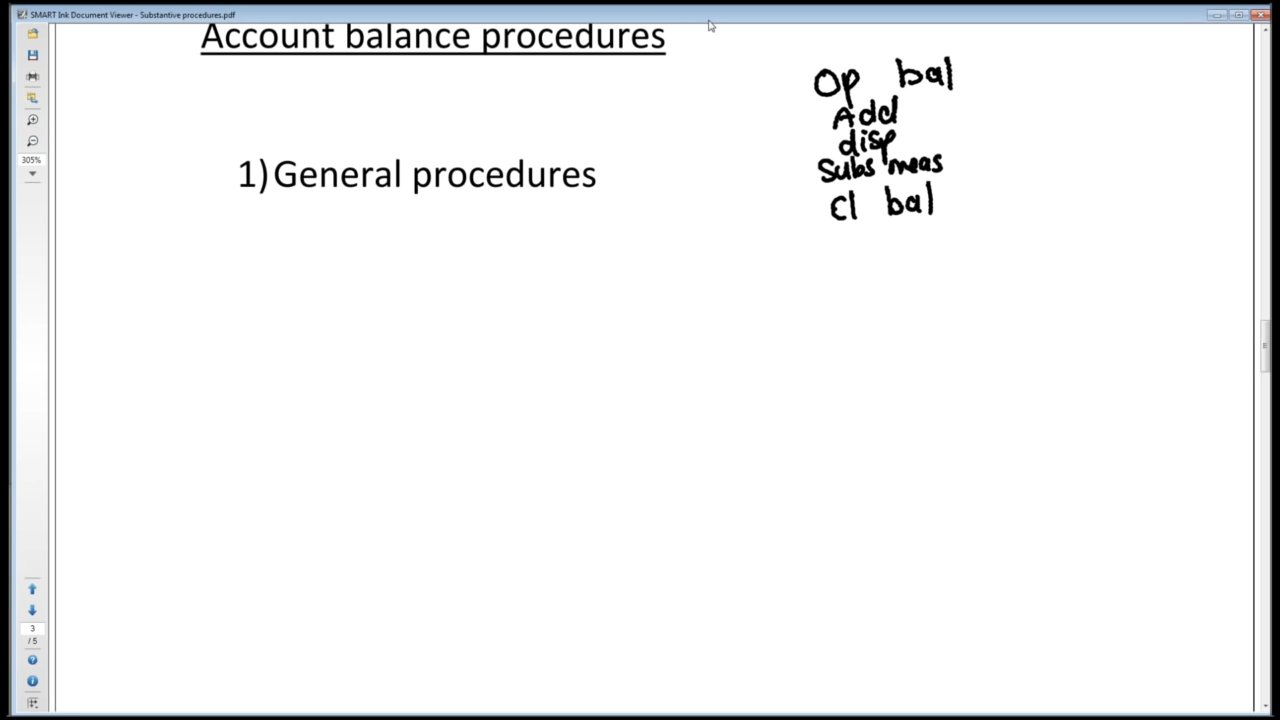 SMART Ink Document Viewer - Substantive procedures.pdf
Account balance procedures
Op bal
Add
disp
Subs meas
Cl bal
1) General procedures
305%
3
/ 5